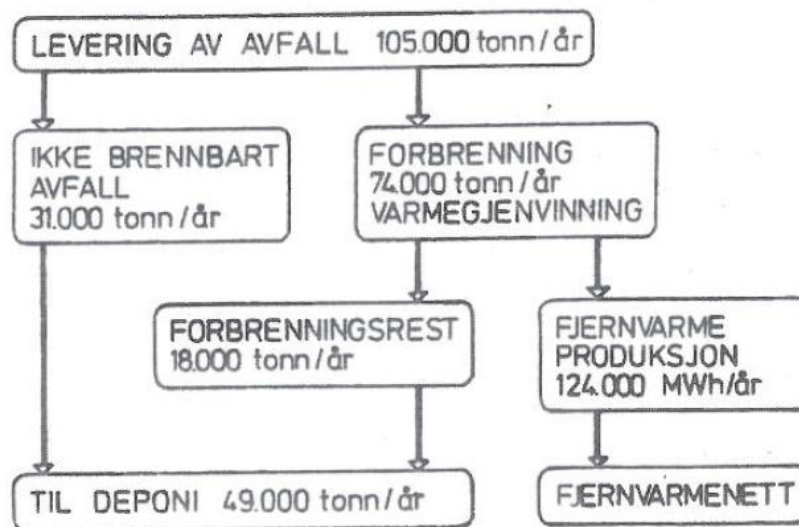 LEVERING AV AVFALL 105.000 tonn/år
IKKE BRENNBART
AVFALL
31.000 tonn/år
FORBRENNING
74.000 tonn/år
VARMEGJENVINNING
FORBRENNINGSREST
18.000 tonn/år
FJERNVARME
PRODUKSJON
124.000 MWh/år
TIL DEPONI 49.000 tonn/år
FJERNVARMENETT